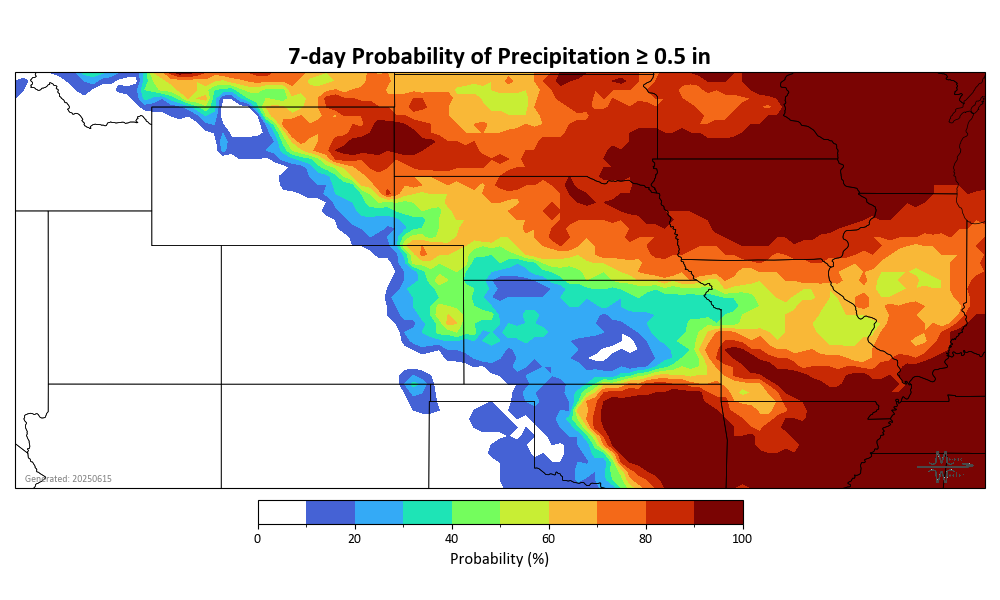 7-day Probability of Precipitation ≥ 0.5 in
Generated: 20250615
0 20 40 60 80 100
Probability (%)